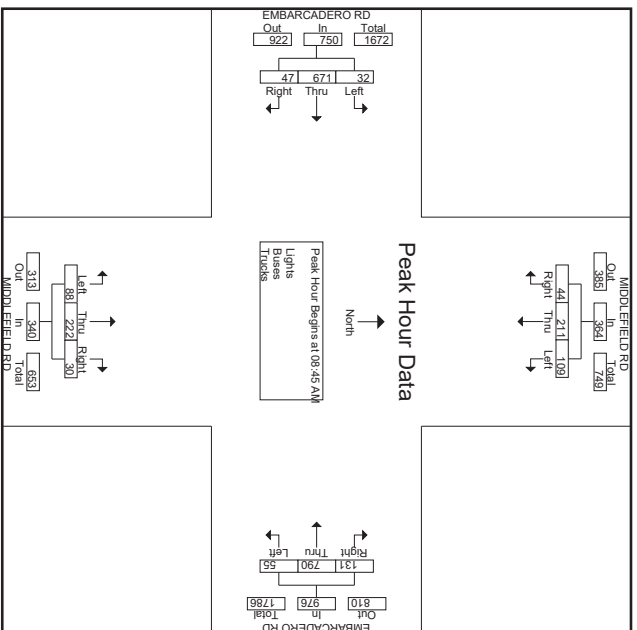 EMBARCADERO RD
Out In Total
922 750 1672
47 671 32
Right Thru Left
Peak Hour Data
North
Peak Hour Begins at 08:45 AM
Lights
Buses
Trucks
MIDDLEFIELD RD
Out In Total
385 364 749
44 211 109
Right Thru Left
Left Thru Right
88 222 30
313 340 653
Out In Total
MIDDLEFIELD RD
Left Thru Right
55 790 131
1786 976 810
Total In Out
EMBARCADERO RD